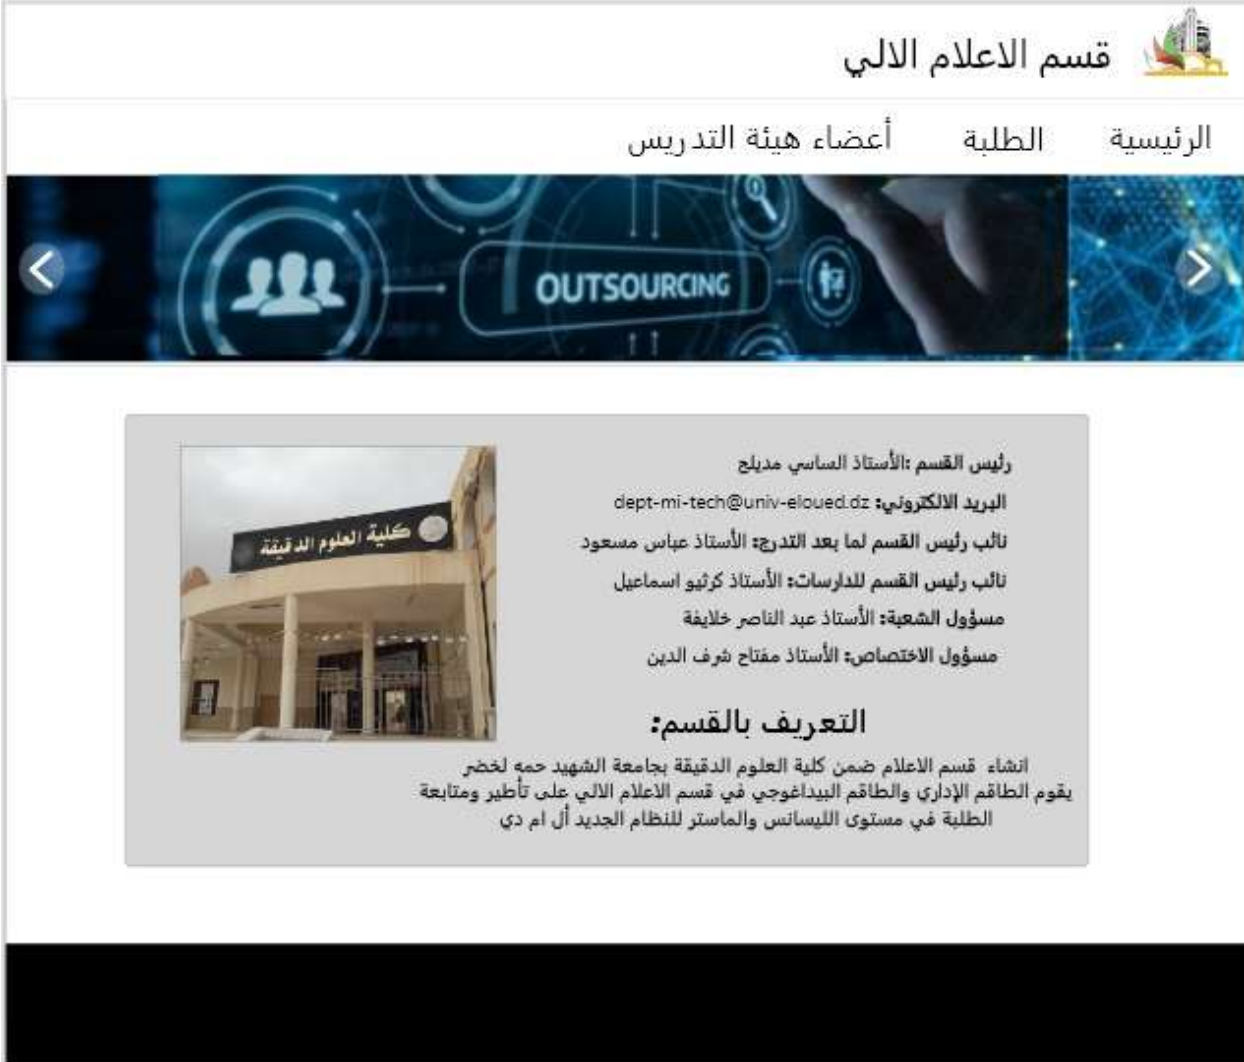 قسم الاعلام الالي
الرئيسية
الطلبة
أعضاء هيئة التدريس
OUTSOURCING
كلية العلوم الدقيقة
رئيس القسم :الأستاذ الساسي مديلج
البريد الالكتروني: dept-mi-tech@univ-eloued.dz
نائب رئيس القسم لما بعد التدرج: الأستاذ عباس مسعود
نائب رئيس القسم للدارسات: الأستاذ كرثيو اسماعيل
مسؤول الشعبة: الأستاذ عبد الناصر خلايفة
مسؤول الاختصاص: الأستاذ مفتاح شرف الدين
التعريف بالقسم:
انشاء قسم الاعلام ضمن كلية العلوم الدقيقة بجامعة الشهيد حمه لخضر
يقوم الطاقم الإداري والطاقم البيداغوجي في قسم الاعلام الالي على تأطير ومتابعة
الطلبة في مستوى الليسانس والماستر للنظام الجديد أل ام دي